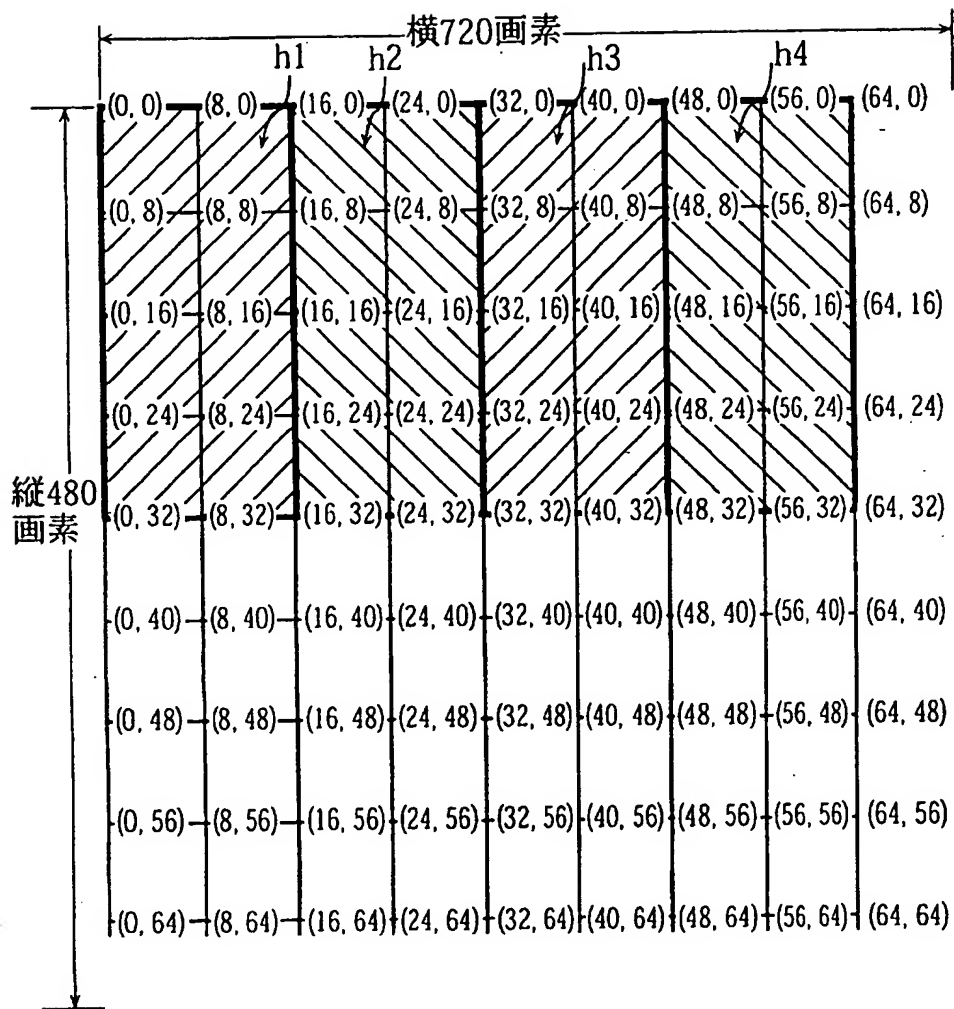 横720画素
h1 h2 h3 h4
(0, 0) (8, 0) (16, 0) (24, 0) (32, 0) (40, 0) (48, 0) (56, 0) (64, 0)
(0, 8) (8, 8) (16, 8) (24, 8) (32, 8) (40, 8) (48, 8) (56, 8) (64, 8)
(0, 16) (8, 16) (16, 16) (24, 16) (32, 16) (40, 16) (48, 16) (56, 16) (64, 16)
(0, 24) (8, 24) (16, 24) (24, 24) (32, 24) (40, 24) (48, 24) (56, 24) (64, 24)
縦480
画素
(0, 32) (8, 32) (16, 32) (24, 32) (32, 32) (40, 32) (48, 32) (56, 32) (64, 32)
(0, 40) (8, 40) (16, 40) (24, 40) (32, 40) (40, 40) (48, 40) (56, 40) (64, 40)
(0, 48) (8, 48) (16, 48) (24, 48) (32, 48) (40, 48) (48, 48) (56, 48) (64, 48)
(0, 56) (8, 56) (16, 56) (24, 56) (32, 56) (40, 56) (48, 56) (56, 56) (64, 56)
(0, 64) (8, 64) (16, 64) (24, 64) (32, 64) (40, 64) (48, 64) (56, 64) (64, 64)